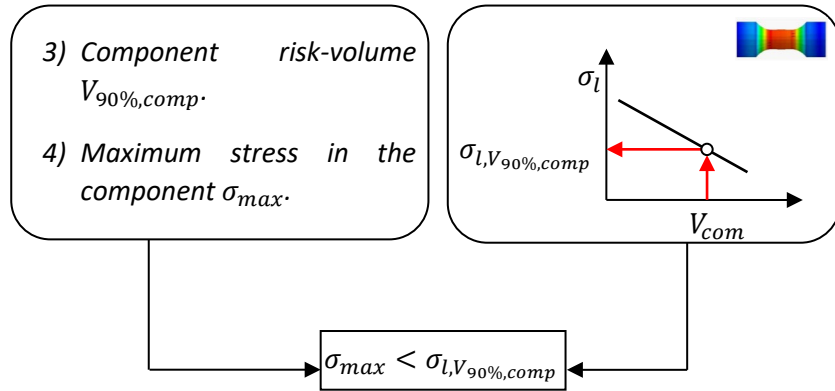 3) Component risk-volume
V₉₀%,comp.
4) Maximum stress in the
component σₘₐₓ.
σₗ
σₗ,V₉₀%,comp
Vcom
σₘₐₓ < σₗ,V₉₀%,comp